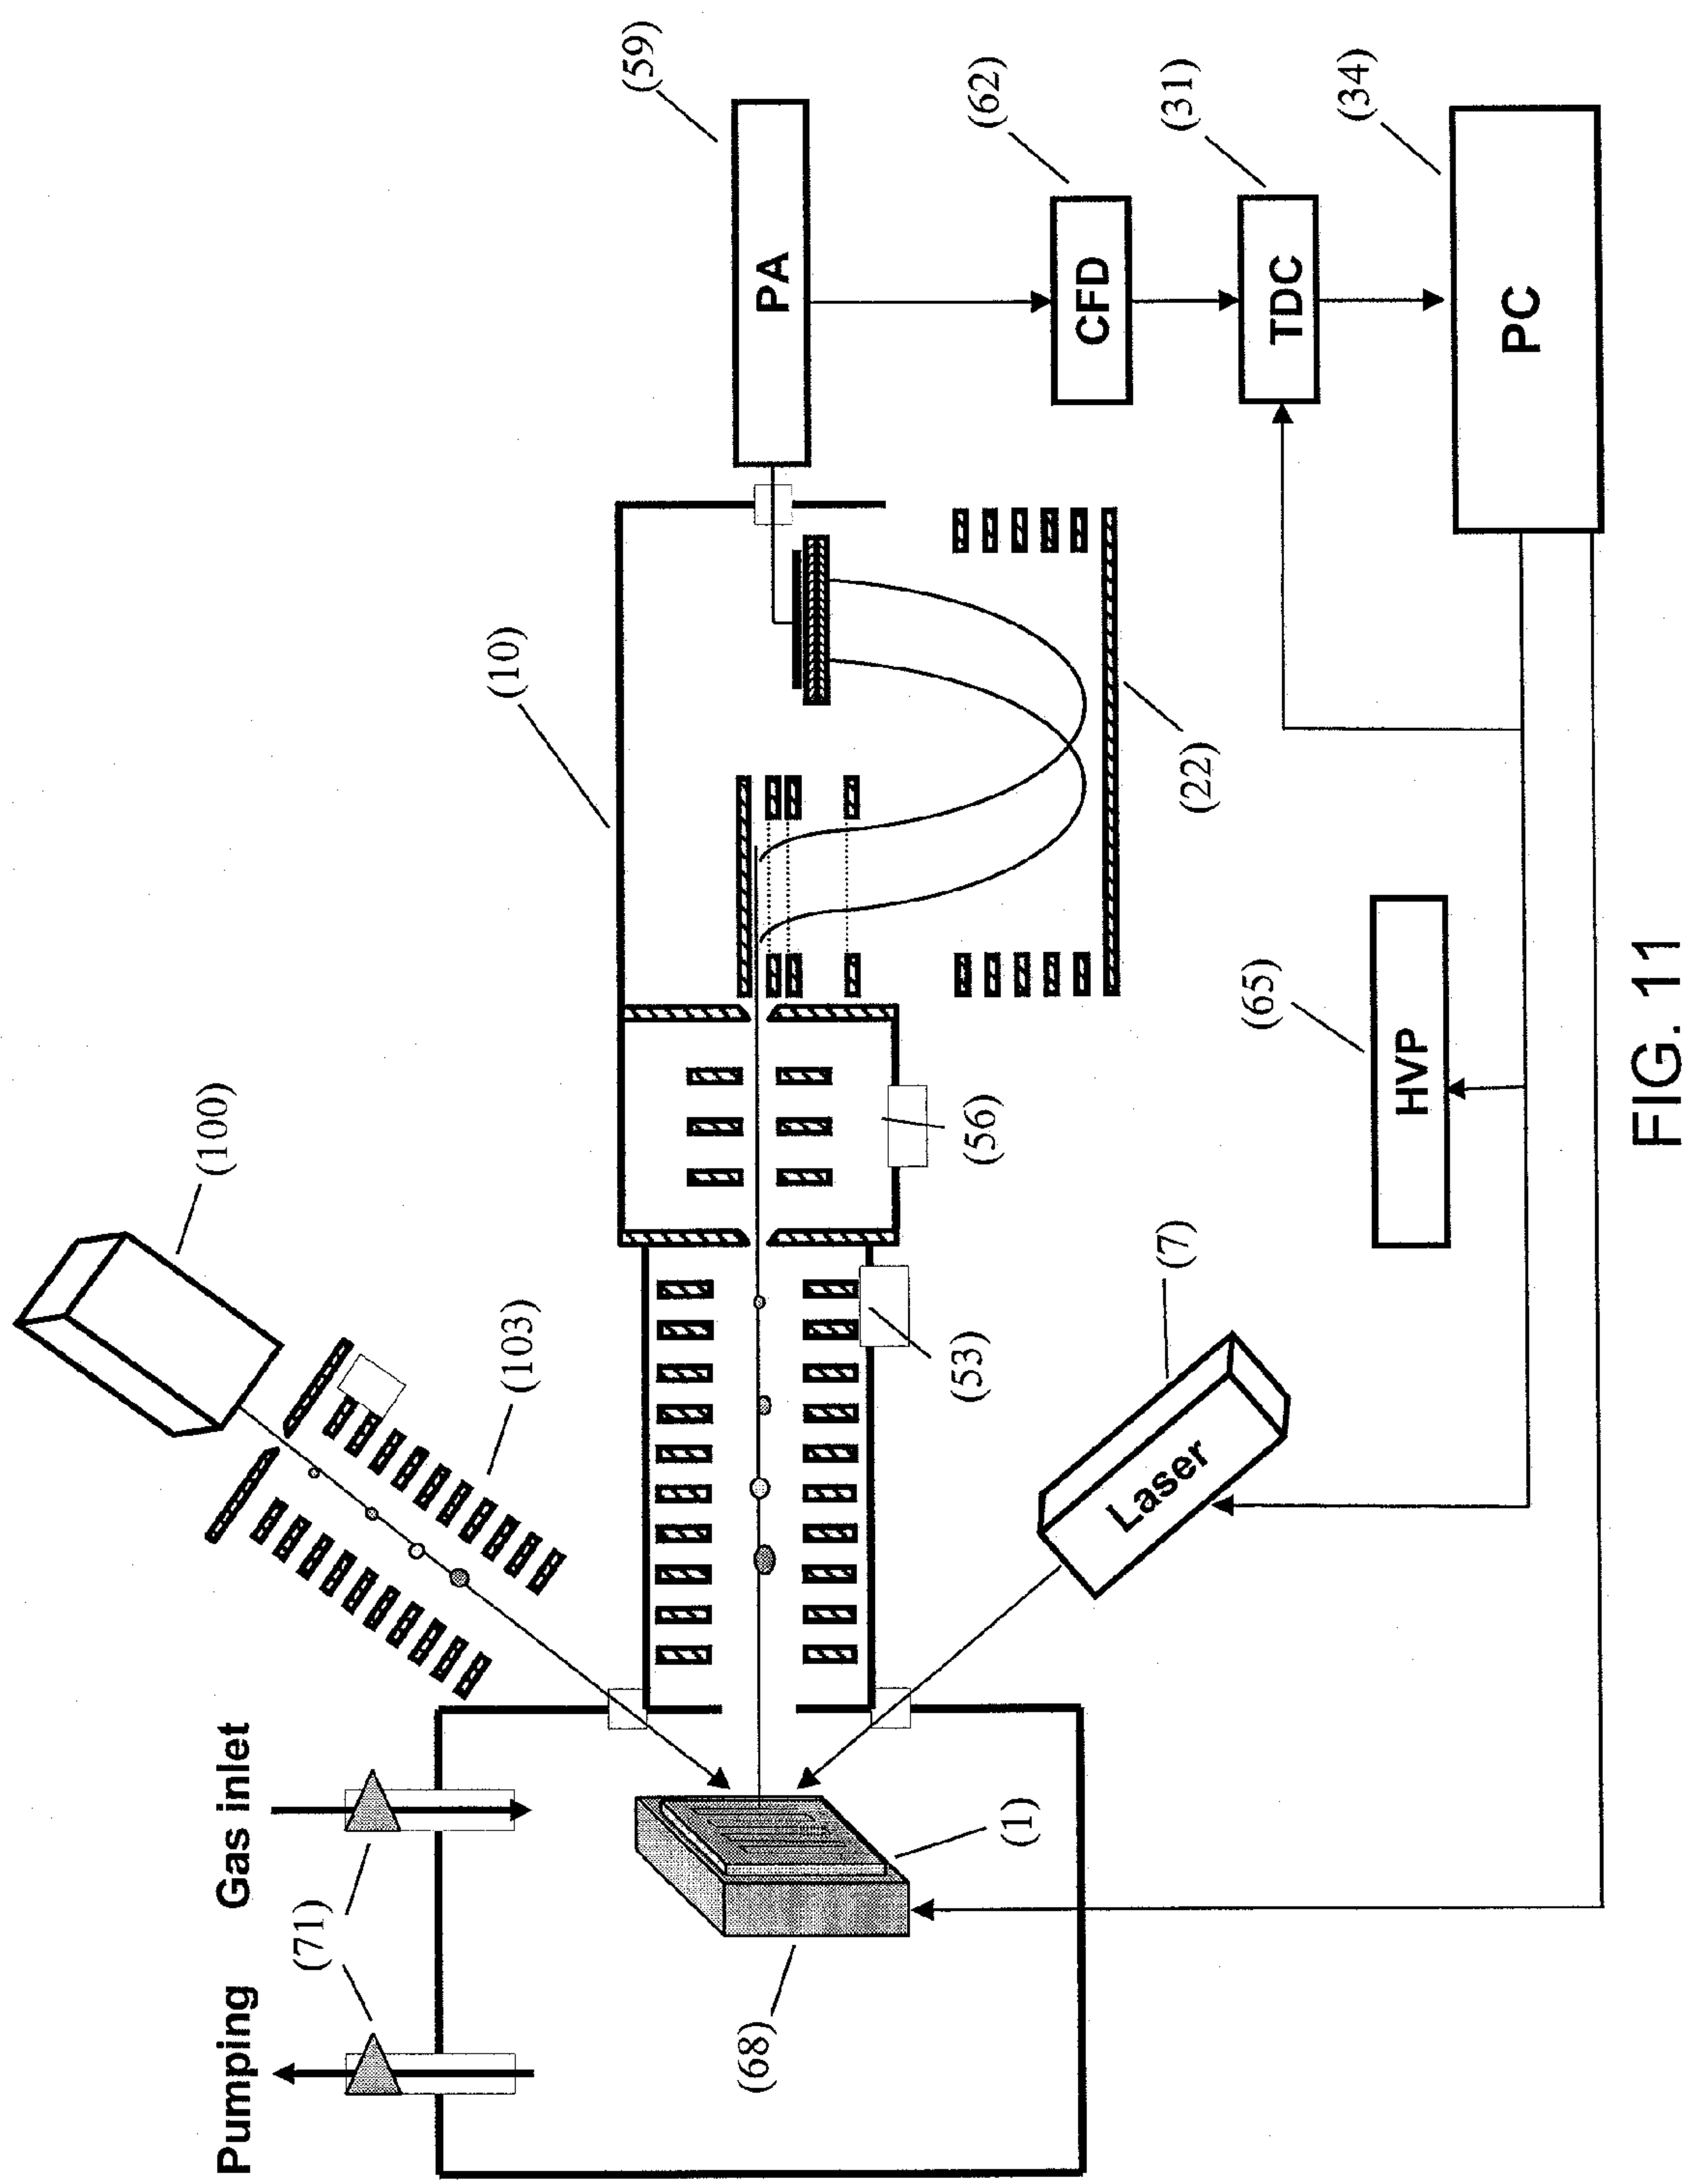 Pumping
Gas inlet
(100)
(71)
(10)
(103)
(59)
(68)
PA
(53)
(56)
(62)
(1)
CFD
Laser
(7)
(31)
(22)
(65)
TDC
(34)
HVP
PC
FIG. 11